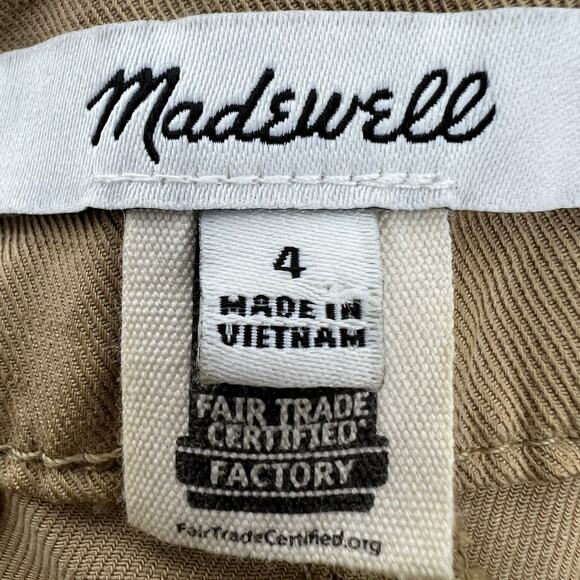 Madewell
4
MADE IN
VIETNAM
FAIR TRADE
CERTIFIED
FACTORY
FairTradeCertified.org